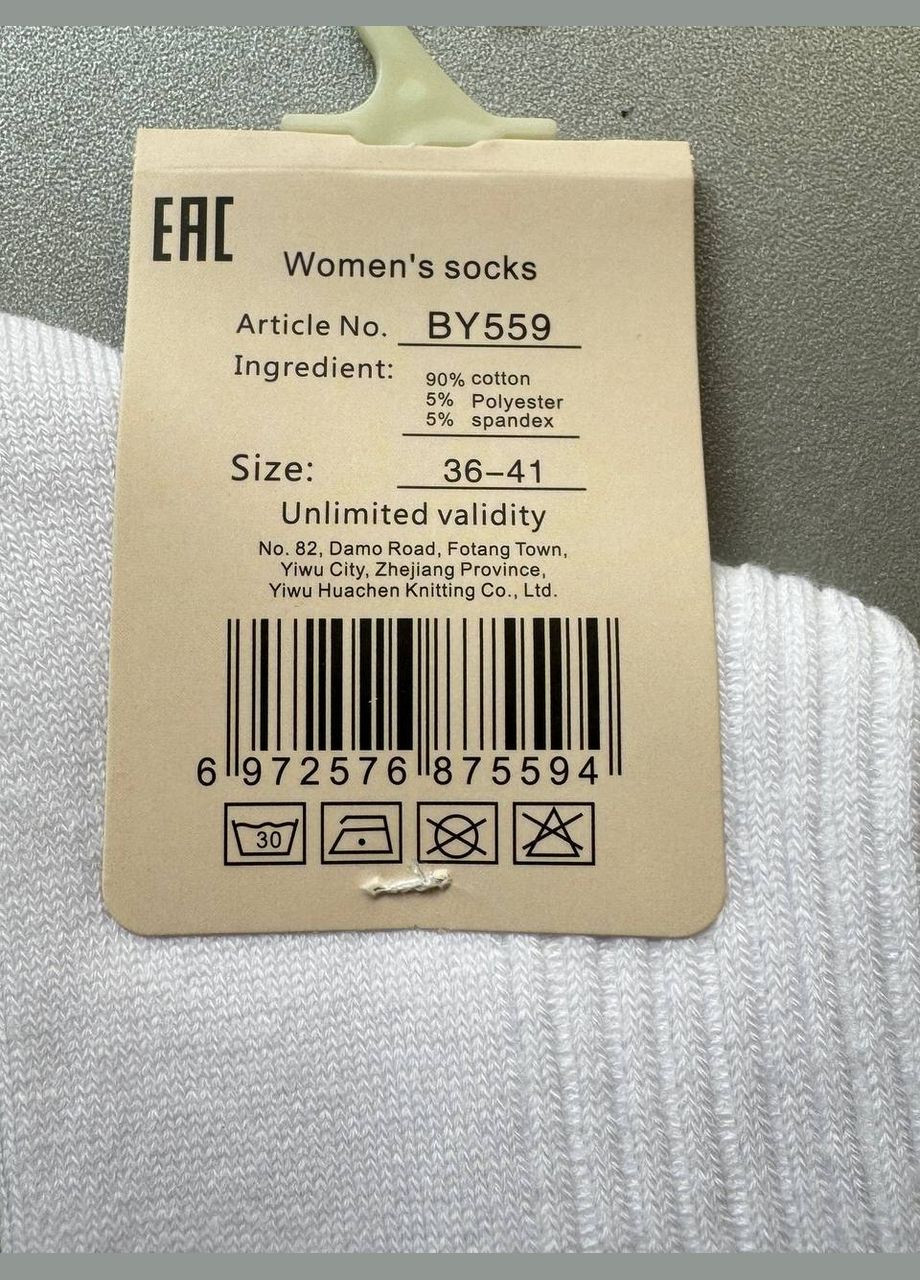 EAC
Women's socks
Article No. BY559
Ingredient: 90% cotton
5% Polyester
5% spandex
Size: 36-41
Unlimited validity
No. 82, Damo Road, Fotang Town,
Yiwu City, Zhejiang Province,
Yiwu Huachen Knitting Co., Ltd.
6 972576 875594
30